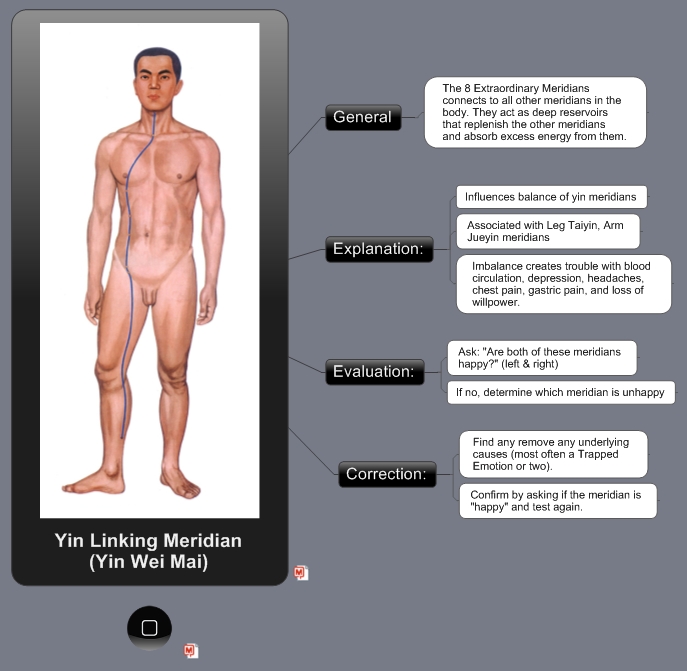 General
The 8 Extraordinary Meridians
connects to all other meridians in the
body. They act as deep reservoirs
that replenish the other meridians
and absorb excess energy from them.
Explanation:
Influences balance of yin meridians
Associated with Leg Taiyin, Arm
Jueyin meridians
Imbalance creates trouble with blood
circulation, depression, headaches,
chest pain, gastric pain, and loss of
willpower.
Evaluation:
Ask: "Are both of these meridians
happy?" (left & right)
If no, determine which meridian is unhappy
Correction:
Find any remove any underlying
causes (most often a Trapped
Emotion or two).
Confirm by asking if the meridian is
"happy" and test again.
Yin Linking Meridian
(Yin Wei Mai)
M
M